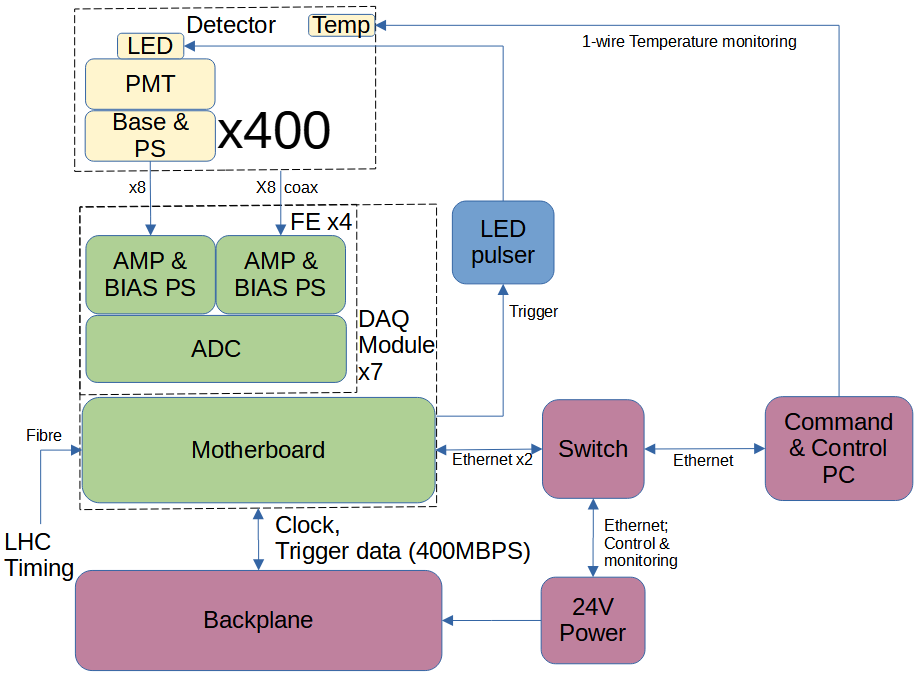 Detector
Temp
1-wire Temperature monitoring
LED
PMT
Base &
PS
x400
x8
X8 coax
FE x4
AMP &
BIAS PS
AMP &
BIAS PS
ADC
DAQ
Module
x7
LED
pulser
Trigger
Fibre
Motherboard
Ethernet x2
Switch
Ethernet
Command
& Control
PC
LHC
Timing
Clock,
Trigger data (400MBPS)
Ethernet;
Control &
monitoring
Backplane
24V
Power